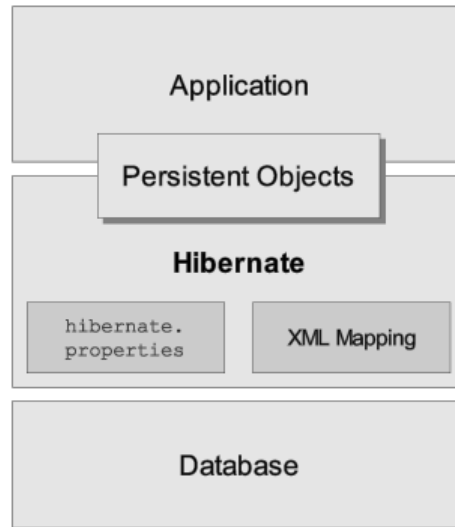 Application
Persistent Objects
Hibernate
hibernate.
properties
XML Mapping
Database